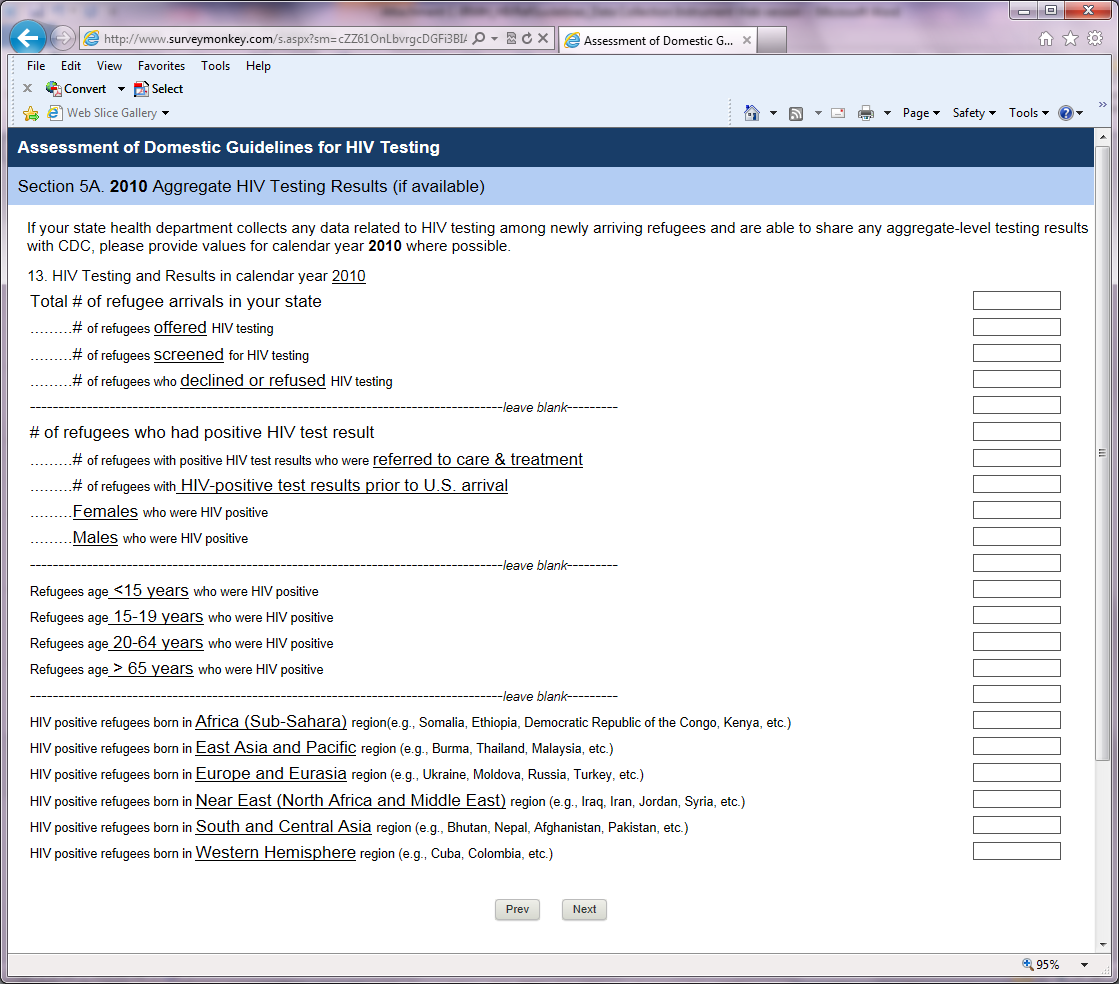 http://www.surveymonkey.com/s.aspx?sm=cZZ61OnLbvrgcDGFi3BI
Assessment of Domestic G...
File Edit View Favorites Tools Help
Convert Select
Web Slice Gallery
Page Safety Tools
Assessment of Domestic Guidelines for HIV Testing
Section 5A. 2010 Aggregate HIV Testing Results (if available)
If your state health department collects any data related to HIV testing among newly arriving refugees and are able to share any aggregate-level testing results
with CDC, please provide values for calendar year 2010 where possible.
13. HIV Testing and Results in calendar year 2010
Total # of refugee arrivals in your state
.........# of refugees offered HIV testing
.........# of refugees screened for HIV testing
.........# of refugees who declined or refused HIV testing
-----------------------------------------------------------------------------------leave blank---------
# of refugees who had positive HIV test result
.........# of refugees with positive HIV test results who were referred to care & treatment
.........# of refugees with HIV-positive test results prior to U.S. arrival
.........Females who were HIV positive
.........Males who were HIV positive
-----------------------------------------------------------------------------------leave blank---------
Refugees age <15 years who were HIV positive
Refugees age 15-19 years who were HIV positive
Refugees age 20-64 years who were HIV positive
Refugees age > 65 years who were HIV positive
-----------------------------------------------------------------------------------leave blank---------
HIV positive refugees born in Africa (Sub-Sahara) region(e.g., Somalia, Ethiopia, Democratic Republic of the Congo, Kenya, etc.)
HIV positive refugees born in East Asia and Pacific region (e.g., Burma, Thailand, Malaysia, etc.)
HIV positive refugees born in Europe and Eurasia region (e.g., Ukraine, Moldova, Russia, Turkey, etc.)
HIV positive refugees born in Near East (North Africa and Middle East) region (e.g., Iraq, Iran, Jordan, Syria, etc.)
HIV positive refugees born in South and Central Asia region (e.g., Bhutan, Nepal, Afghanistan, Pakistan, etc.)
HIV positive refugees born in Western Hemisphere region (e.g., Cuba, Colombia, etc.)
Prev Next
95%